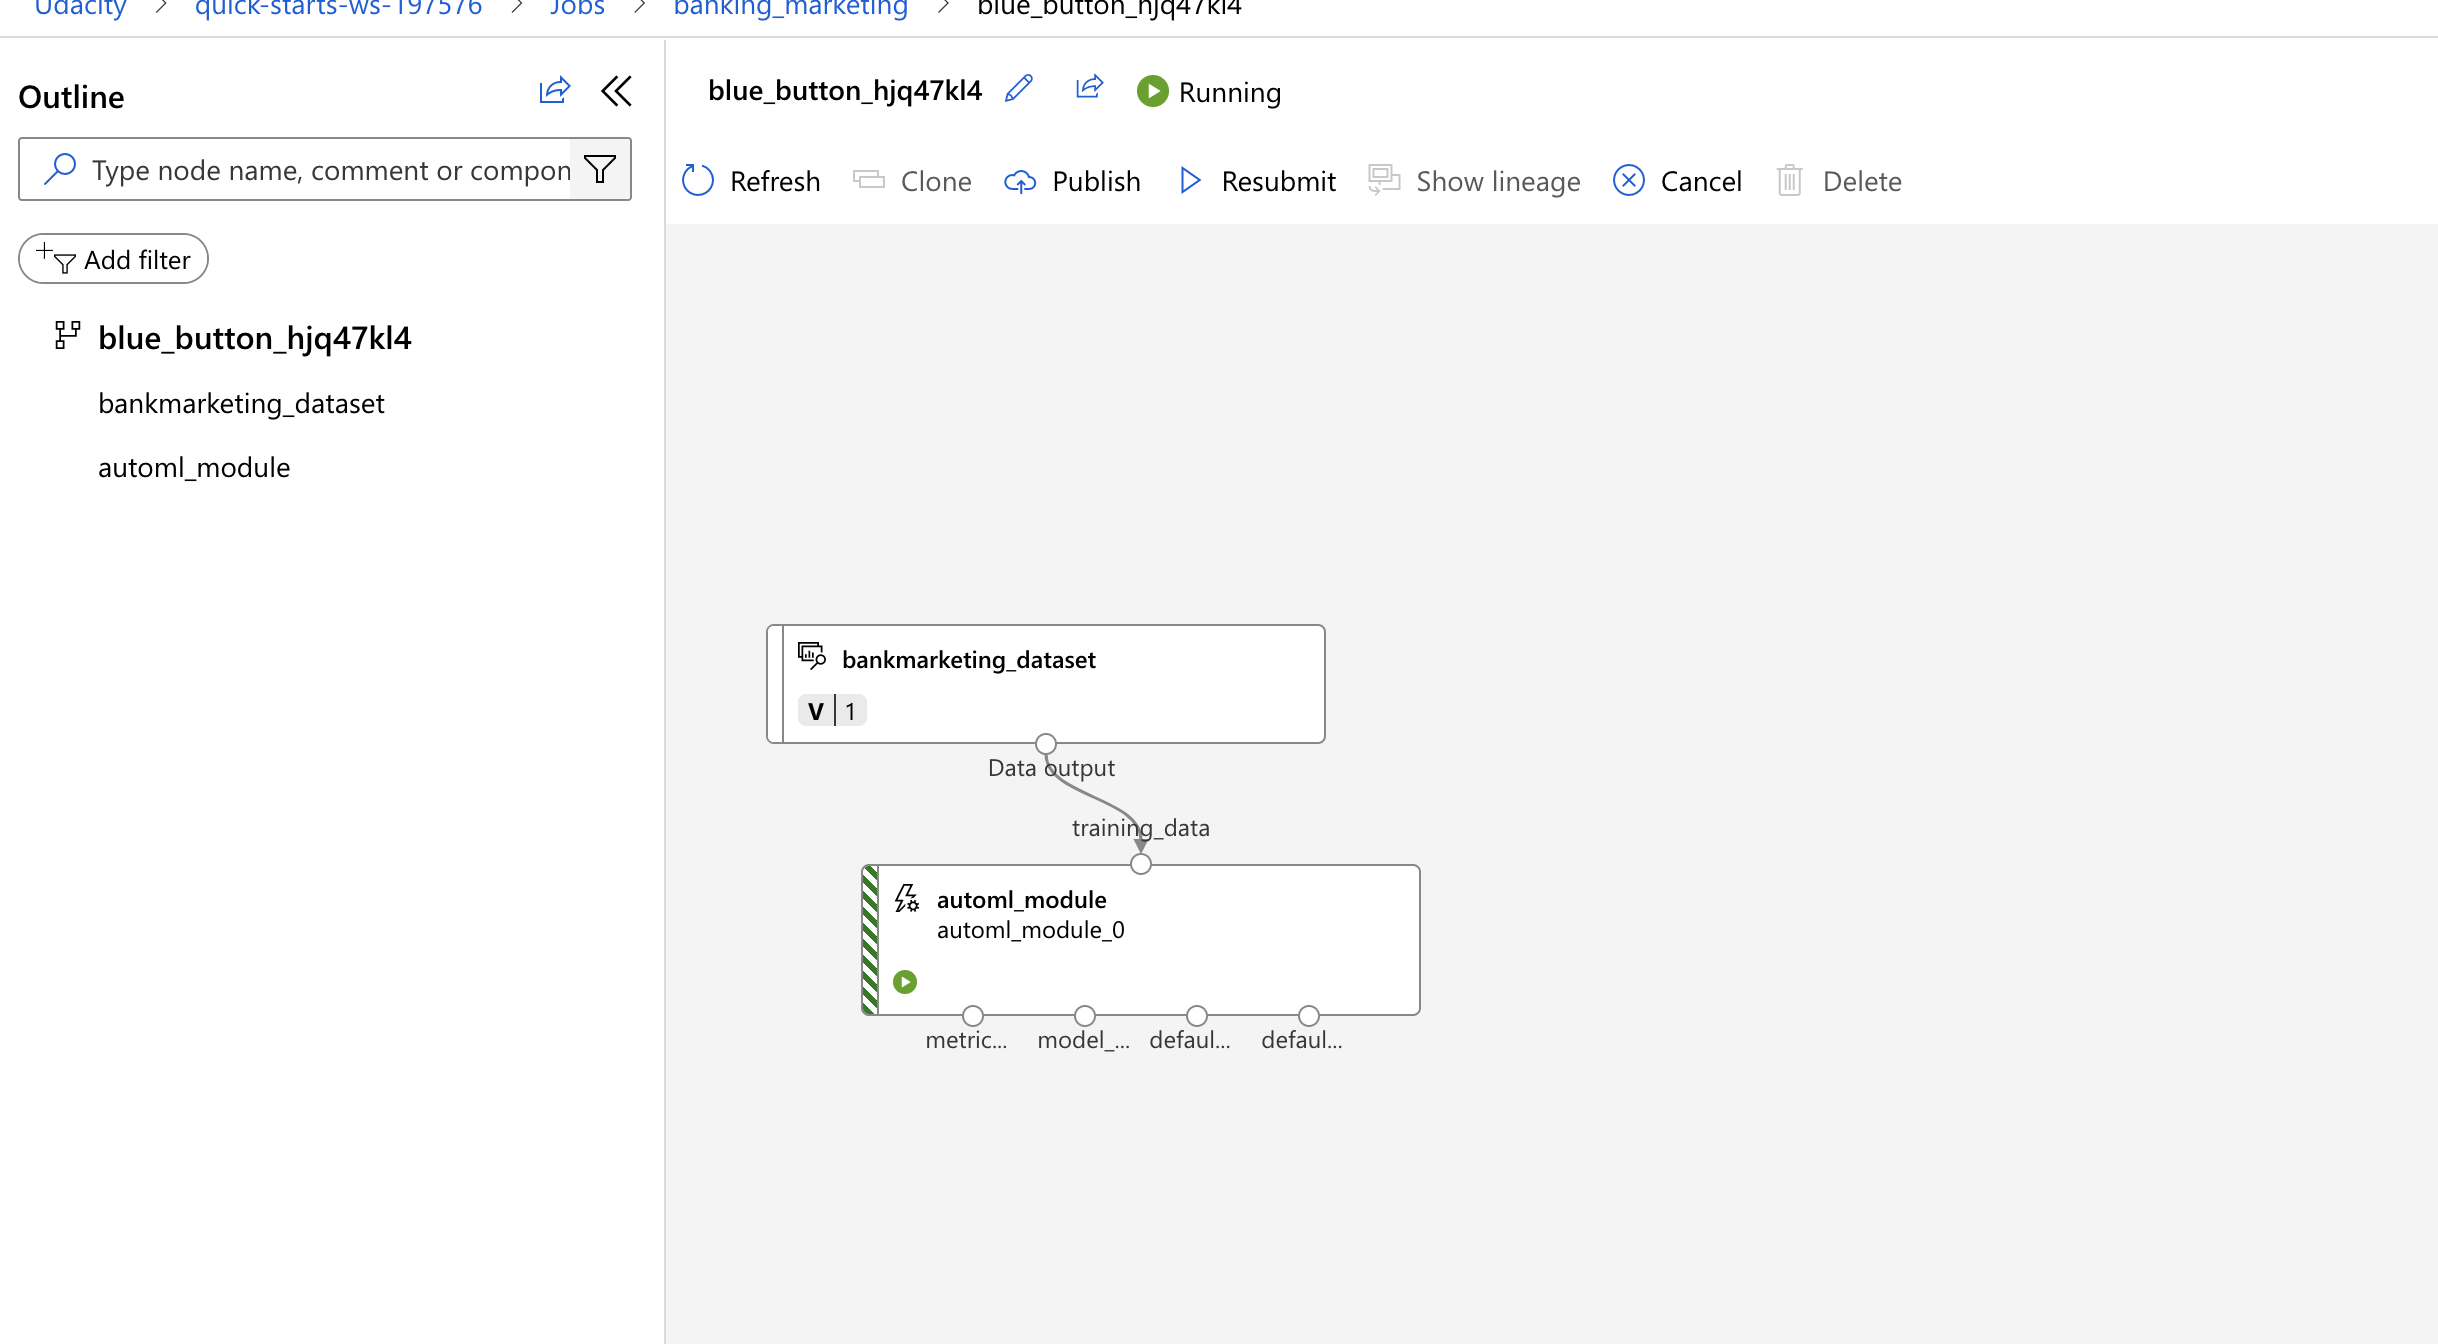 Udacity > quick-starts-ws-197576 > Jobs > banking_marketing > blue_button_hjq47kl4
Outline
Type node name, comment or compon
Add filter
blue_button_hjq47kl4
bankmarketing_dataset
automl_module
blue_button_hjq47kl4 Running
Refresh Clone Publish Resubmit Show lineage Cancel Delete
bankmarketing_dataset
V 1
Data output
training_data
automl_module
automl_module_0
metric... model_... defaul... defaul...